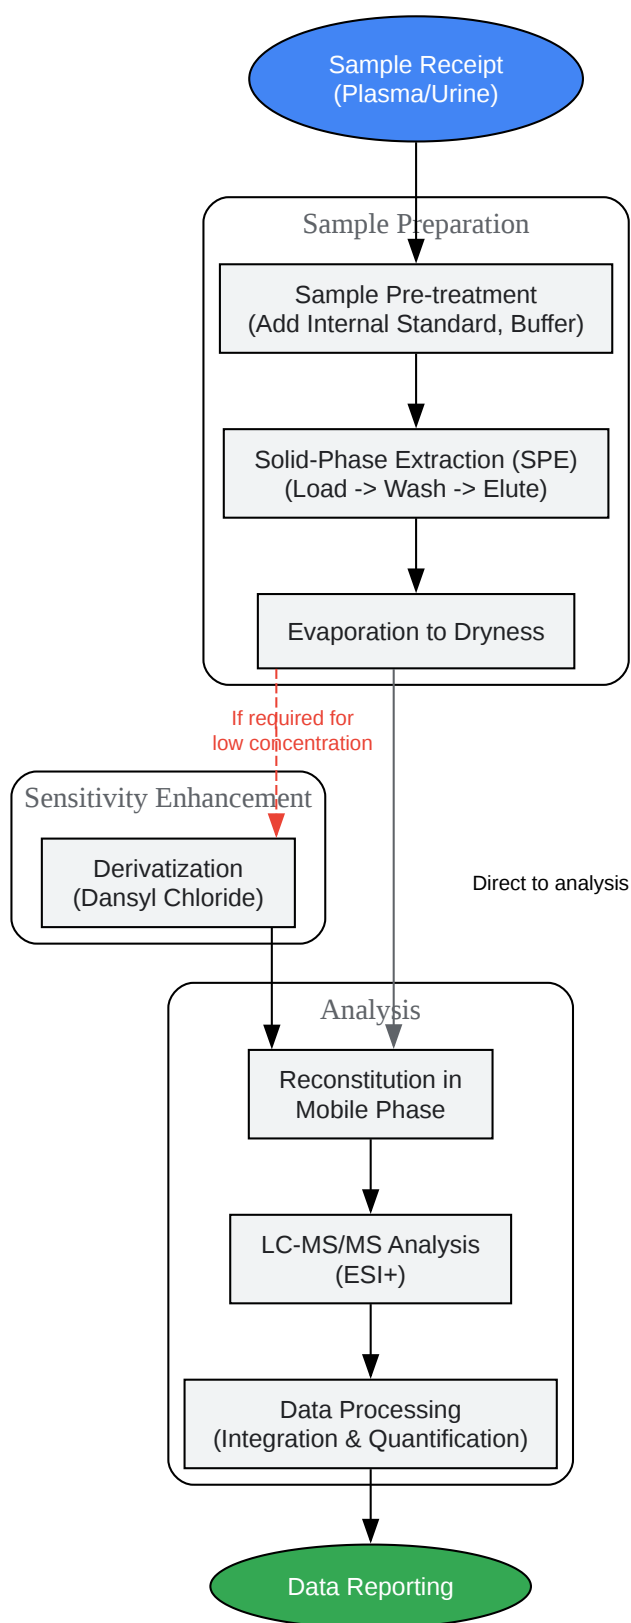 Sample Receipt
(Plasma/Urine)
Sample Preparation
Sample Pre-treatment
(Add Internal Standard, Buffer)
Solid-Phase Extraction (SPE)
(Load -> Wash -> Elute)
Evaporation to Dryness
If required for
low concentration
Sensitivity Enhancement
Derivatization
(Dansyl Chloride)
Direct to analysis
Analysis
Reconstitution in
Mobile Phase
LC-MS/MS Analysis
(ESI+)
Data Processing
(Integration & Quantification)
Data Reporting